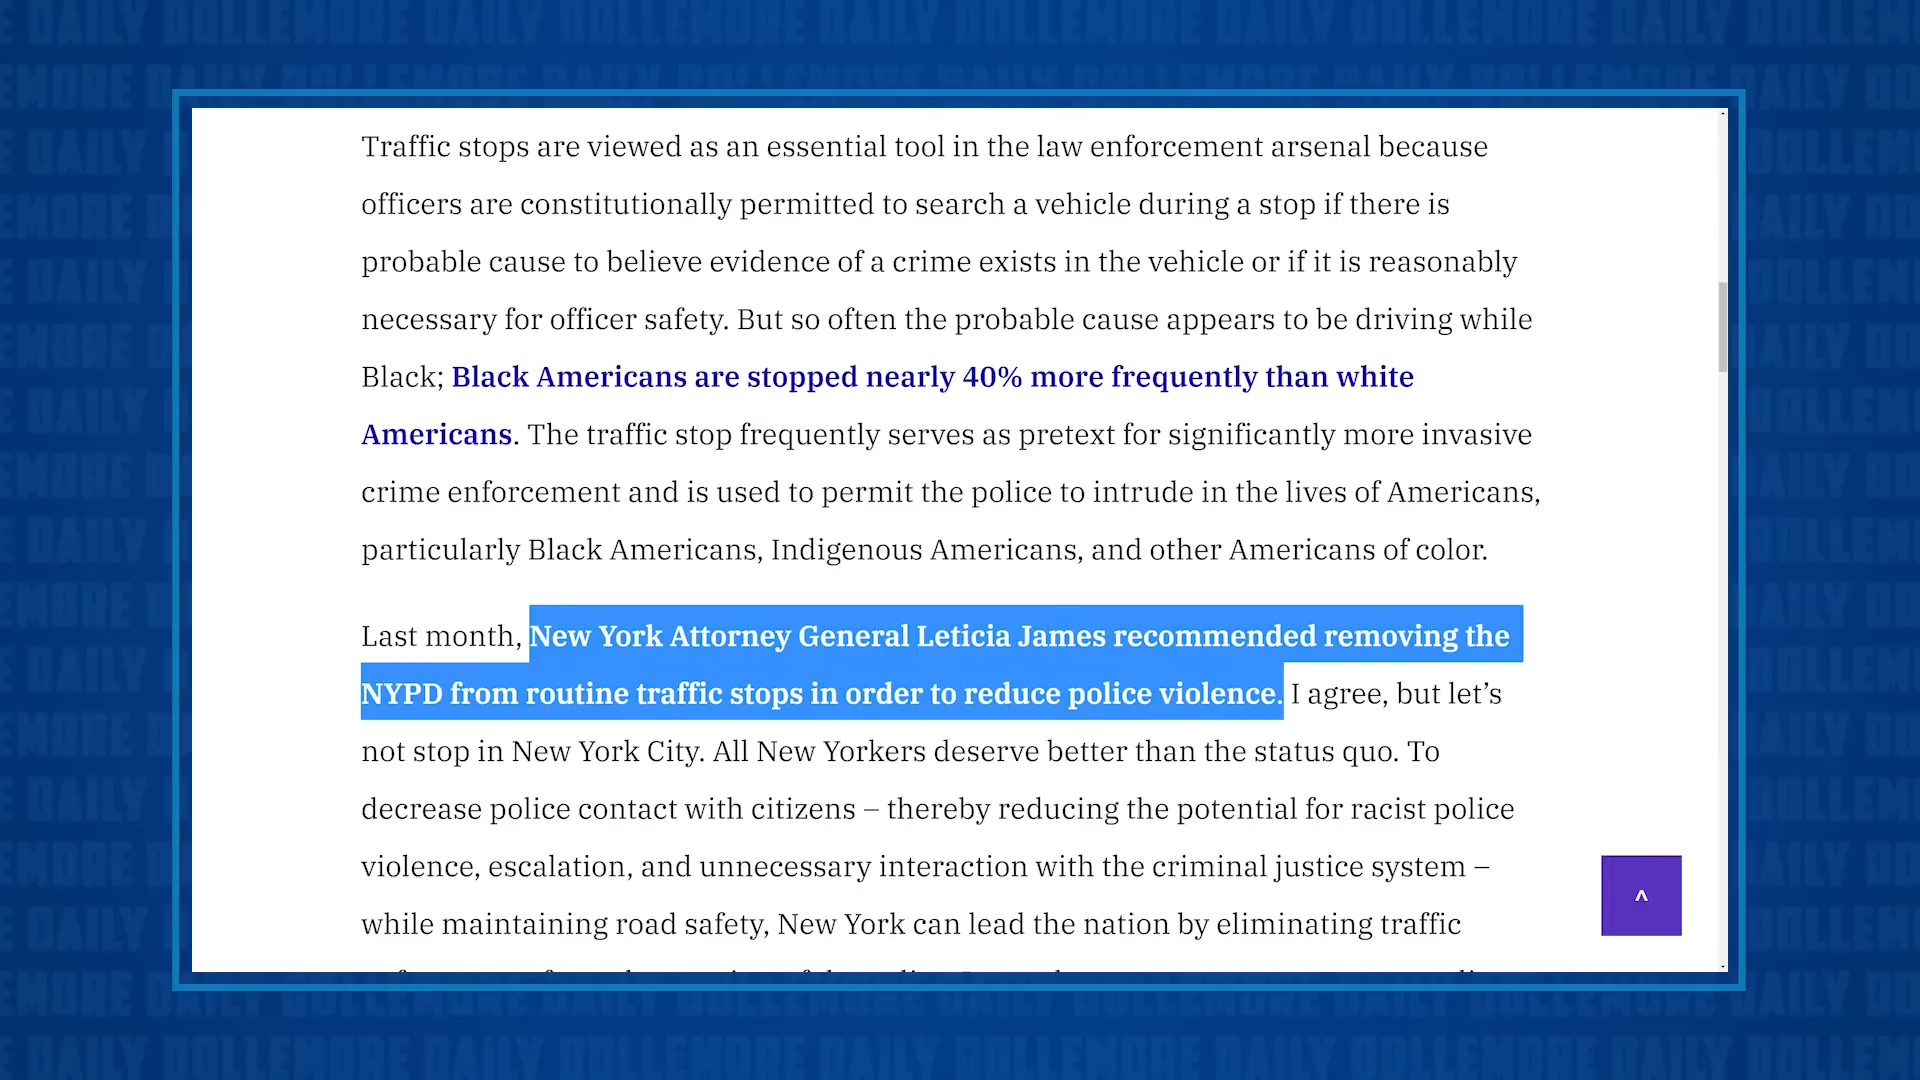 DAILY DOLLEMORE DAILY DOLLEMORE DAILY DOLLEMORE DAILY
Traffic stops are viewed as an essential tool in the law enforcement arsenal because
officers are constitutionally permitted to search a vehicle during a stop if there is
probable cause to believe evidence of a crime exists in the vehicle or if it is reasonably
necessary for officer safety. But so often the probable cause appears to be driving while
Black; Black Americans are stopped nearly 40% more frequently than white
Americans. The traffic stop frequently serves as pretext for significantly more invasive
crime enforcement and is used to permit the police to intrude in the lives of Americans,
particularly Black Americans, Indigenous Americans, and other Americans of color.
Last month, New York Attorney General Leticia James recommended removing the
NYPD from routine traffic stops in order to reduce police violence. I agree, but let’s
not stop in New York City. All New Yorkers deserve better than the status quo. To
decrease police contact with citizens – thereby reducing the potential for racist police
violence, escalation, and unnecessary interaction with the criminal justice system –
while maintaining road safety, New York can lead the nation by eliminating traffic
^